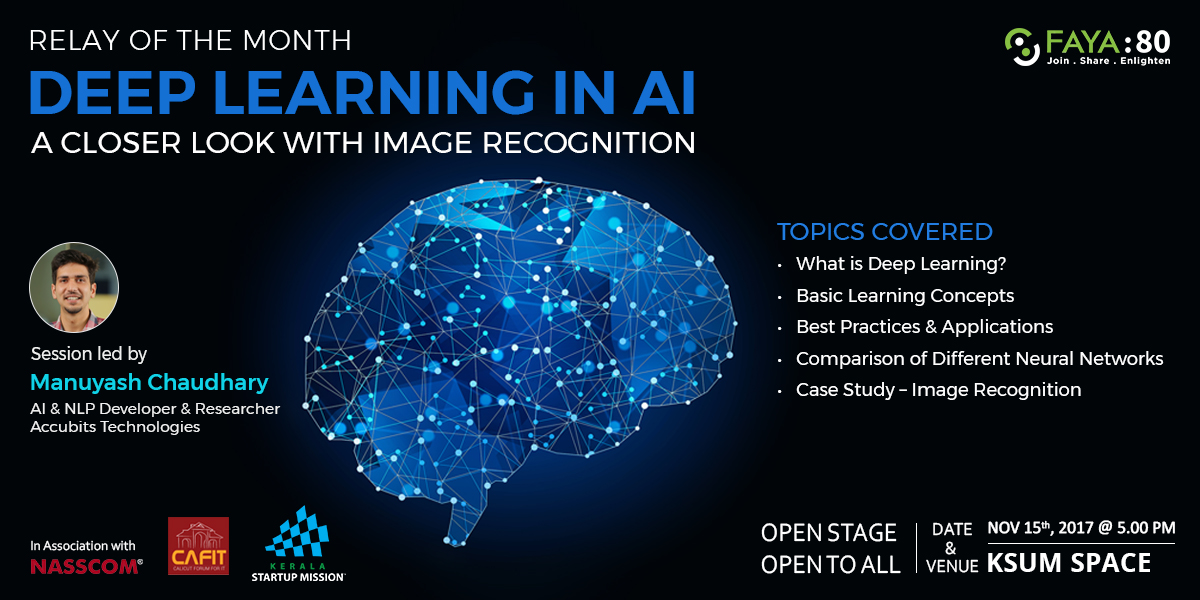 RELAY OF THE MONTH
DEEP LEARNING IN AI
A CLOSER LOOK WITH IMAGE RECOGNITION
FAYA:80
Join . Share . Enlighten
Session led by
Manuyash Chaudhary
AI & NLP Developer & Researcher
Accubits Technologies
TOPICS COVERED
• What is Deep Learning?
• Basic Learning Concepts
• Best Practices & Applications
• Comparison of Different Neural Networks
• Case Study – Image Recognition
In Association with
NASSCOM®
CAFIT
CALICUT FORUM FOR IT
KERALA
STARTUP MISSION
OPEN STAGE
OPEN TO ALL
DATE
&
VENUE
NOV 15th, 2017 @ 5.00 PM
KSUM SPACE